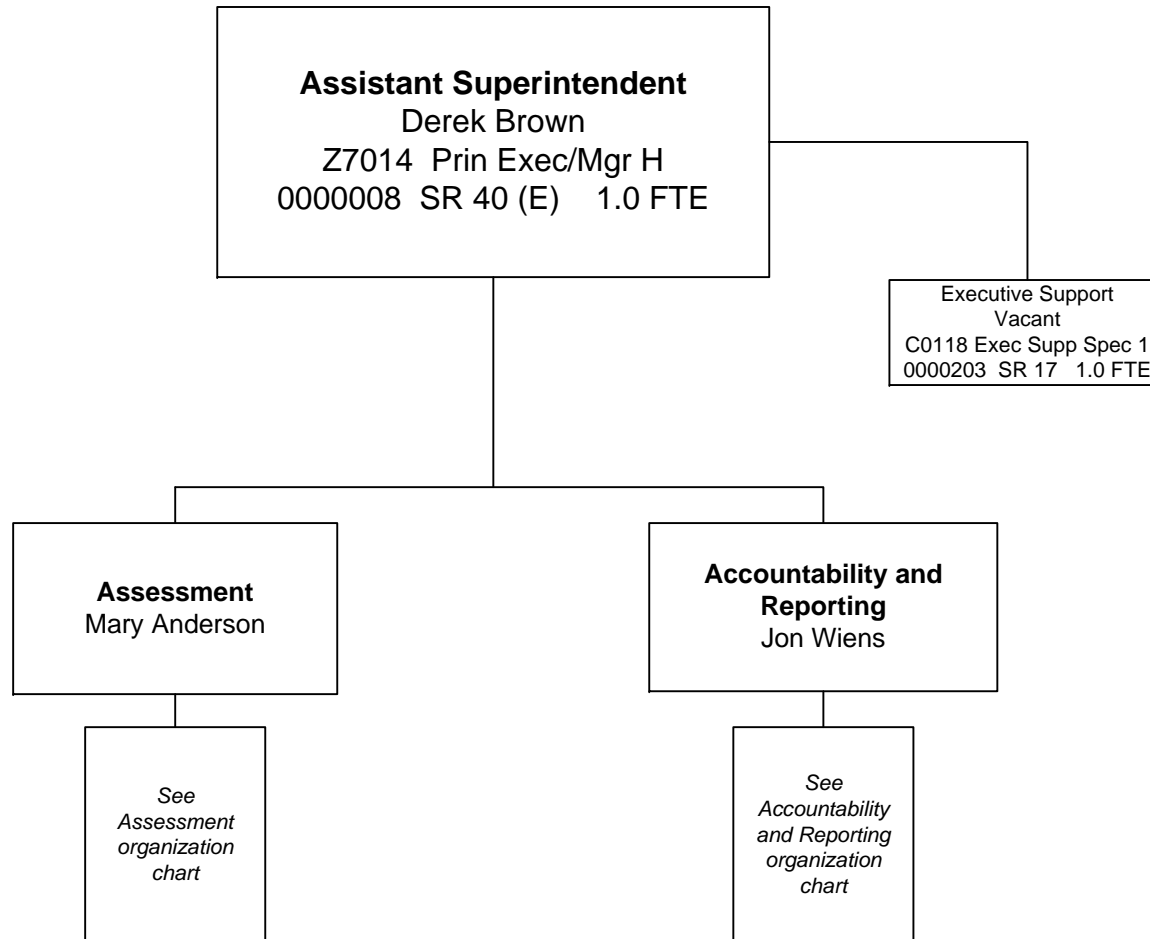 Assistant Superintendent
Derek Brown
Z7014 Prin Exec/Mgr H
0000008 SR 40 (E) 1.0 FTE
Executive Support
Vacant
C0118 Exec Supp Spec 1
0000203 SR 17 1.0 FTE
Assessment
Mary Anderson
Accountability and
Reporting
Jon Wiens
See
Assessment
organization
chart
See
Accountability
and Reporting
organization
chart